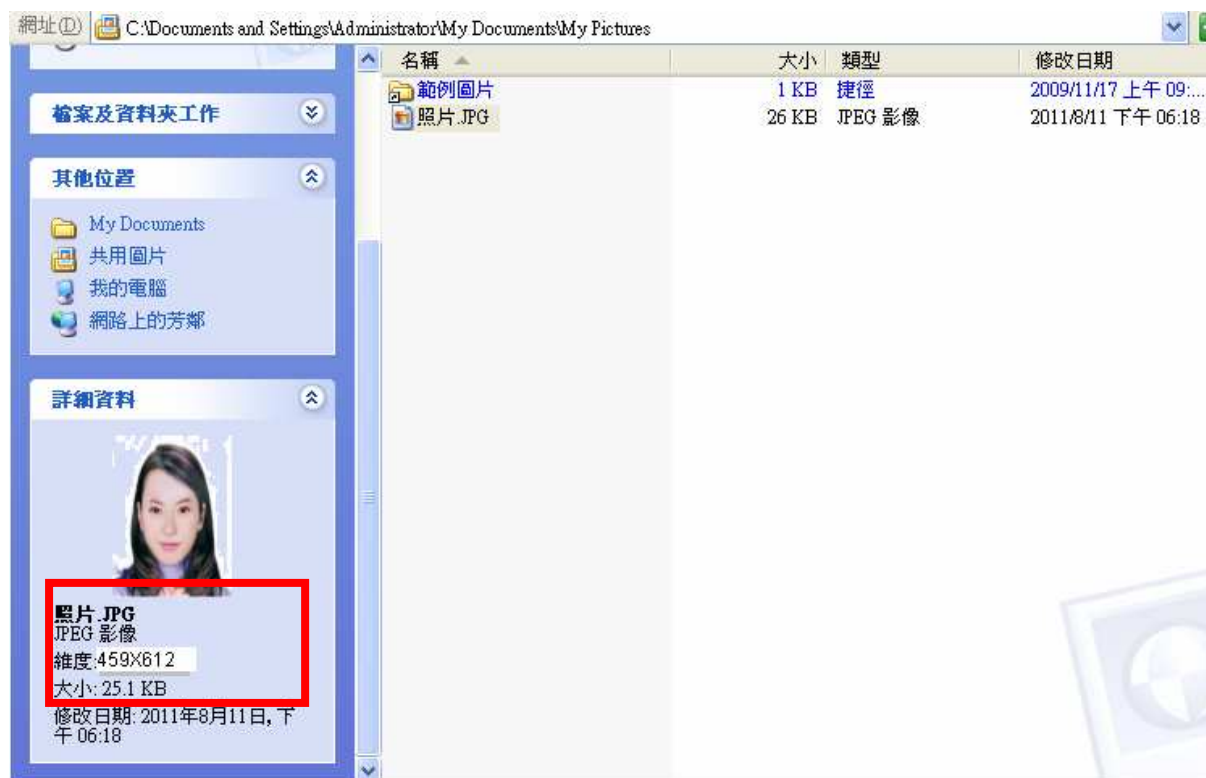 網址(D) C:\Documents and Settings\Administrator\My Documents\My Pictures
名稱 大小 類型 修改日期
範例圖片 1 KB 捷徑 2009/11/17 上午 09:...
照片.JPG 26 KB JPEG 影像 2011/8/11 下午 06:18
檔案及資料夾工作
其他位置
My Documents
共用圖片
我的電腦
網路上的芳鄰
詳細資料
照片.JPG
JPEG 影像
維度:459X612
大小: 25.1 KB
修改日期: 2011年8月11日, 下
午 06:18